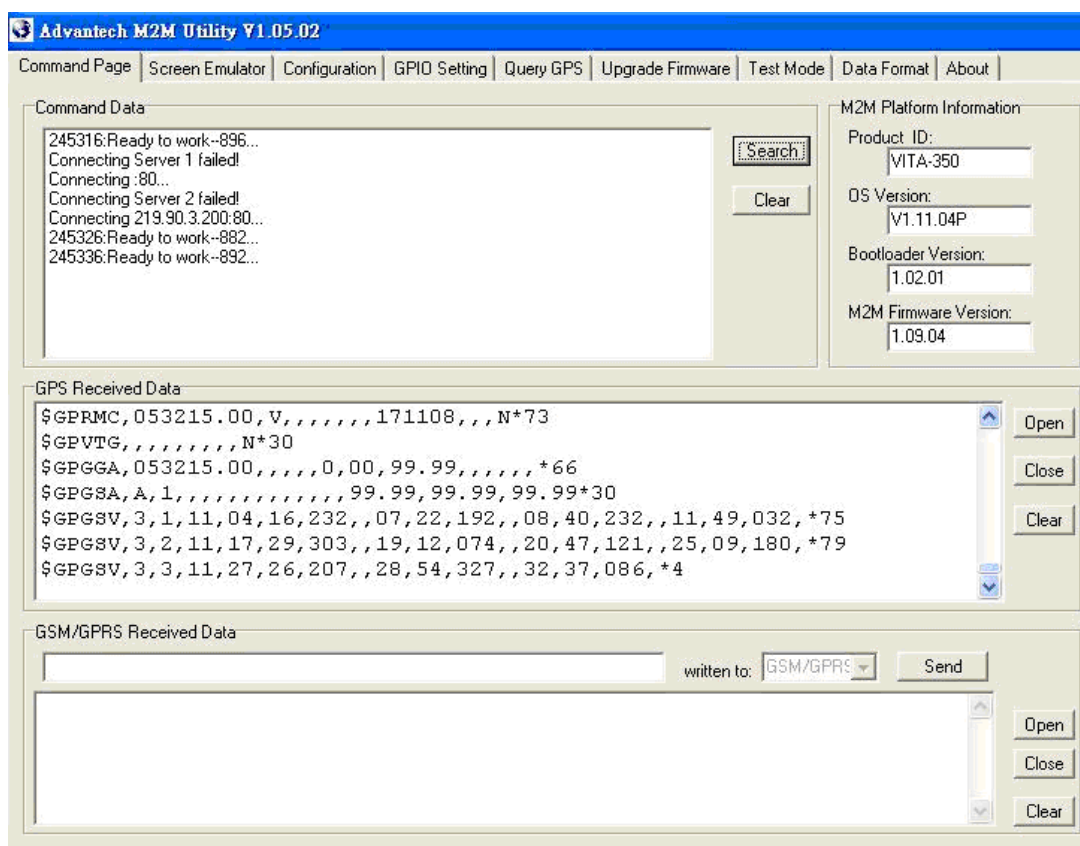 Advantech M2M Utility V1.05.02
Command Page Screen Emulator Configuration GPIO Setting Query GPS Upgrade Firmware Test Mode Data Format About
Command Data
245316:Ready to work--896...
Connecting Server 1 failed!
Connecting :80...
Connecting Server 2 failed!
Connecting 219.90.3.200:80...
245326:Ready to work--882...
245336:Ready to work--892...
Search
Clear
M2M Platform Information
Product ID:
VITA-350
OS Version:
V1.11.04P
Bootloader Version:
1.02.01
M2M Firmware Version:
1.09.04
GPS Received Data
$GPRMC,053215.00,V,,,,,,,171108,,,N*73
$GPVTG,,,,,,,,,N*30
$GPGGA,053215.00,,,,,0,00,99.99,,,,,,*66
$GPGSA,A,1,,,,,,,,,,,,,99.99,99.99,99.99*30
$GPGSV,3,1,11,04,16,232,,07,22,192,,08,40,232,,11,49,032,*75
$GPGSV,3,2,11,17,29,303,,19,12,074,,20,47,121,,25,09,180,*79
$GPGSV,3,3,11,27,26,207,,28,54,327,,32,37,086,*4
Open
Close
Clear
GSM/GPRS Received Data
written to: GSM/GPRS Send
Open
Close
Clear